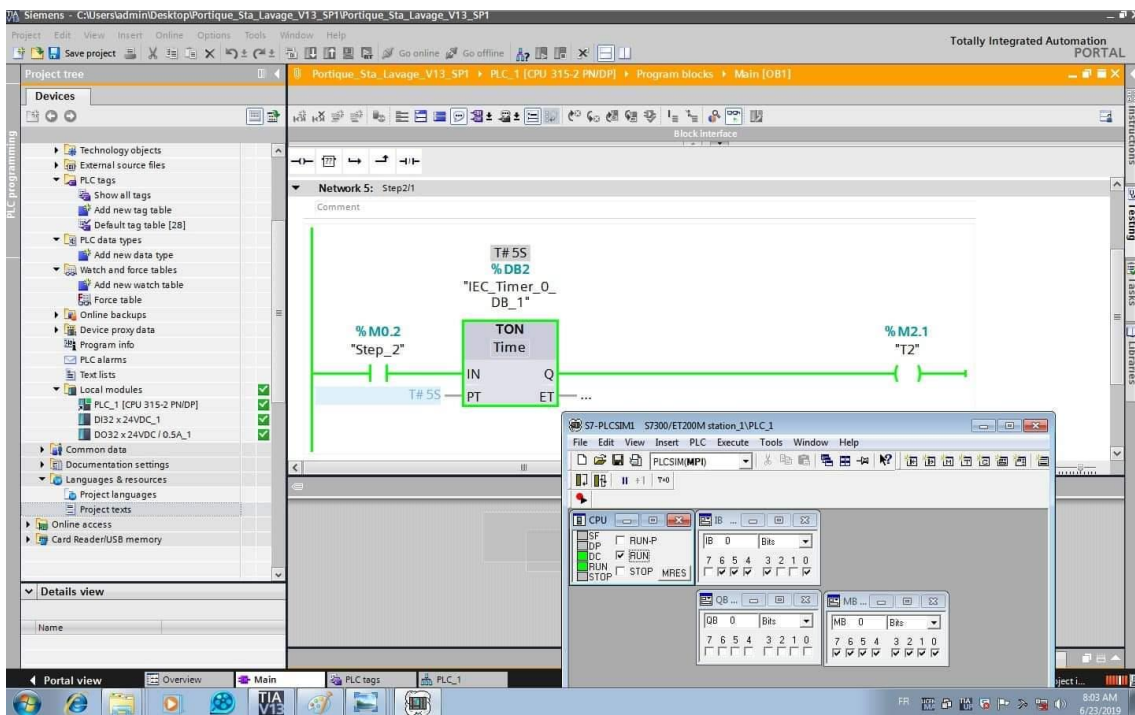 Siemens - C:\Users\admin\Desktop\Portique_Sta_Lavage_V13_SP1\Portique_Sta_Lavage_V13_SP1
Project Edit View Insert Online Options Tools Window Help
Save project
Go online
Go offline
Totally Integrated Automation
PORTAL
Project tree
Portique_Sta_Lavage_V13_SP1 ▸ PLC_1 [CPU 315-2 PN/DP] ▸ Program blocks ▸ Main [OB1]
Devices
PLC programming
Block interface
Technology objects
External source files
PLC tags
Show all tags
Add new tag table
Default tag table [28]
PLC data types
Add new data type
Watch and force tables
Add new watch table
Force table
Online backups
Device proxy data
Program info
PLC alarms
Text lists
Local modules
PLC_1 [CPU 315-2 PN/DP]
DI32 x 24VDC_1
DO32 x 24VDC / 0.5A_1
Common data
Documentation settings
Languages & resources
Project languages
Project texts
Online access
Card Reader/USB memory
Details view
Name
Network 5: Step2/1
Comment
T# 5S
%DB2
"IEC_Timer_0_
DB_1"
TON
Time
%M0.2
"Step_2"
IN Q
T# 5S PT ET ...
%M2.1
"T2"
Instructions
Testing
Tasks
Libraries
S7-PLCSIM1 S7300/ET200M station_1\PLC_1
File Edit View Insert PLC Execute Tools Window Help
PLCSIM(MPI)
T=0
CPU
SF
DP
DC
RUN
STOP
RUN-P
RUN
STOP MRES
IB ...
IB 0 Bits
7 6 5 4 3 2 1 0
QB ...
QB 0 Bits
7 6 5 4 3 2 1 0
MB ...
MB 0 Bits
7 6 5 4 3 2 1 0
Portal view
Overview
Main
PLC tags
PLC_1
TIA
V13
FR
8:03 AM
6/23/2019